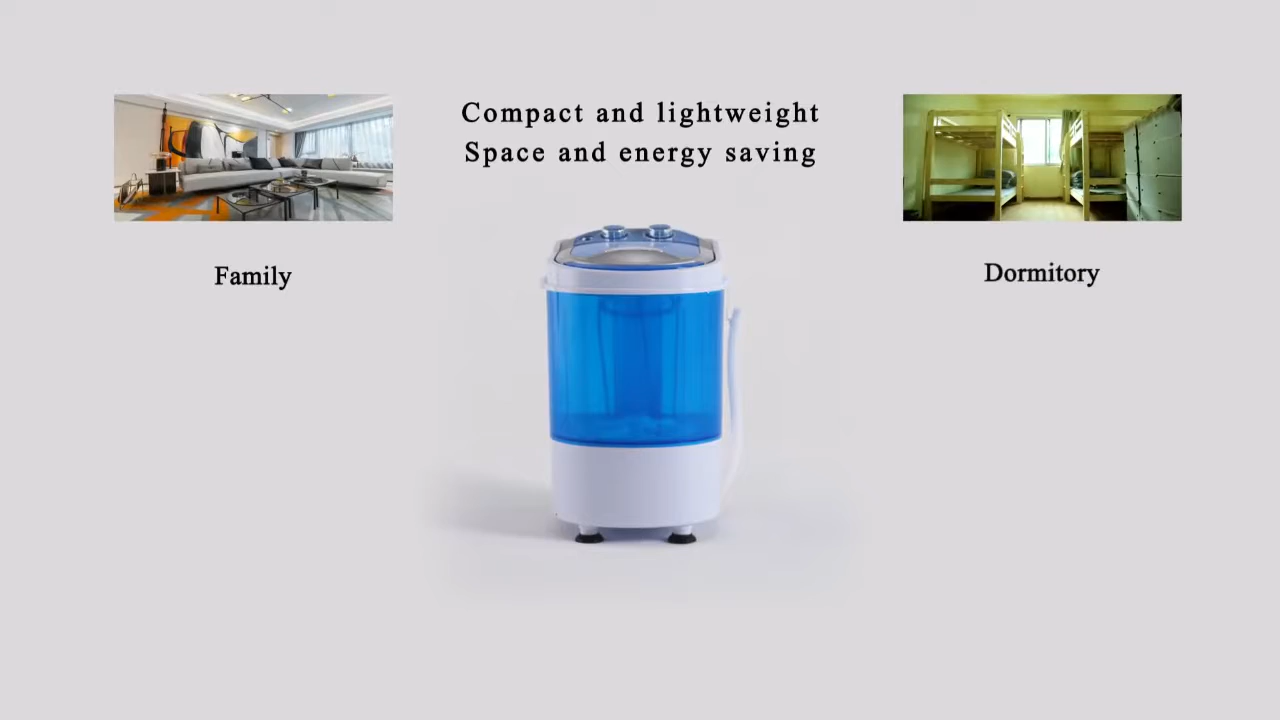 Compact and lightweight
Space and energy saving
Family
Dormitory